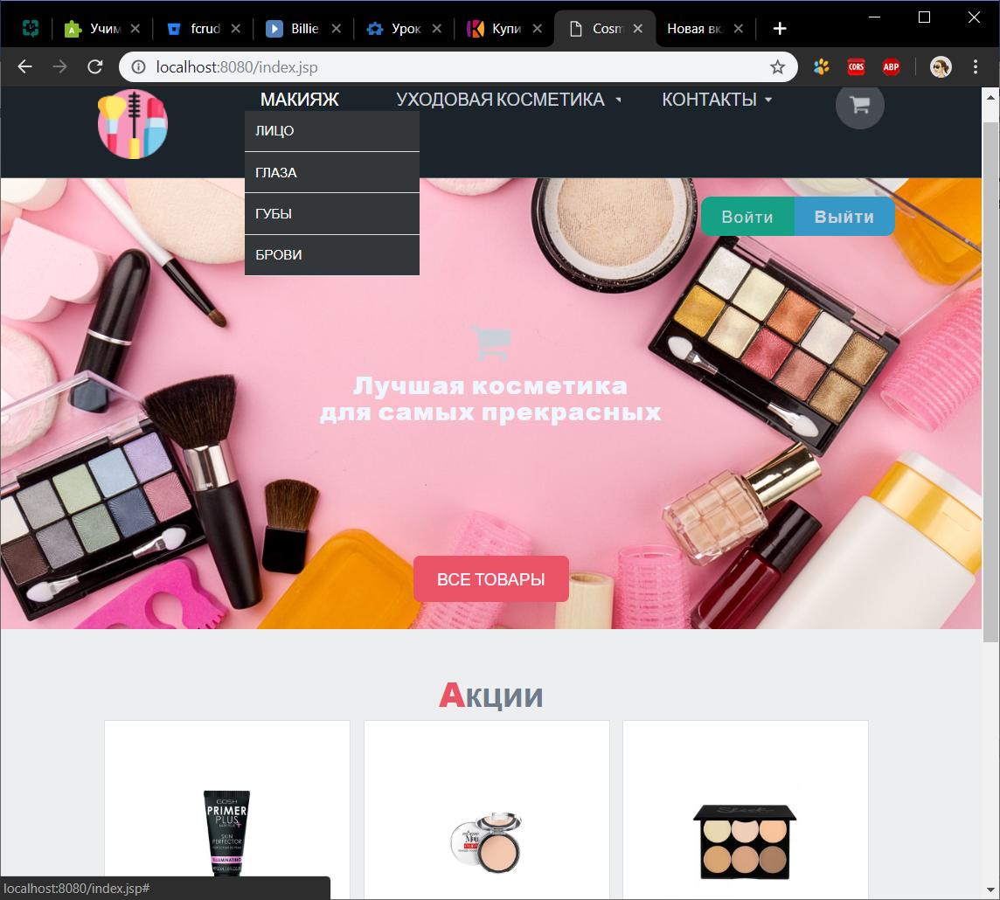 Учим
fcrud
Billie
Урок
Купи
Cosm
Новая вк
localhost:8080/index.jsp
CORS
ABP
МАКИЯЖ
УХОДОВАЯ КОСМЕТИКА
КОНТАКТЫ
ЛИЦО
ГЛАЗА
ГУБЫ
БРОВИ
Войти
Выйти
Лучшая косметика
для самых прекрасных
ВСЕ ТОВАРЫ
Акции
GOSH
PRIMER
PLUS
SKIN
PERFECTOR
ILLUMINATING
Sleek
localhost:8080/index.jsp#